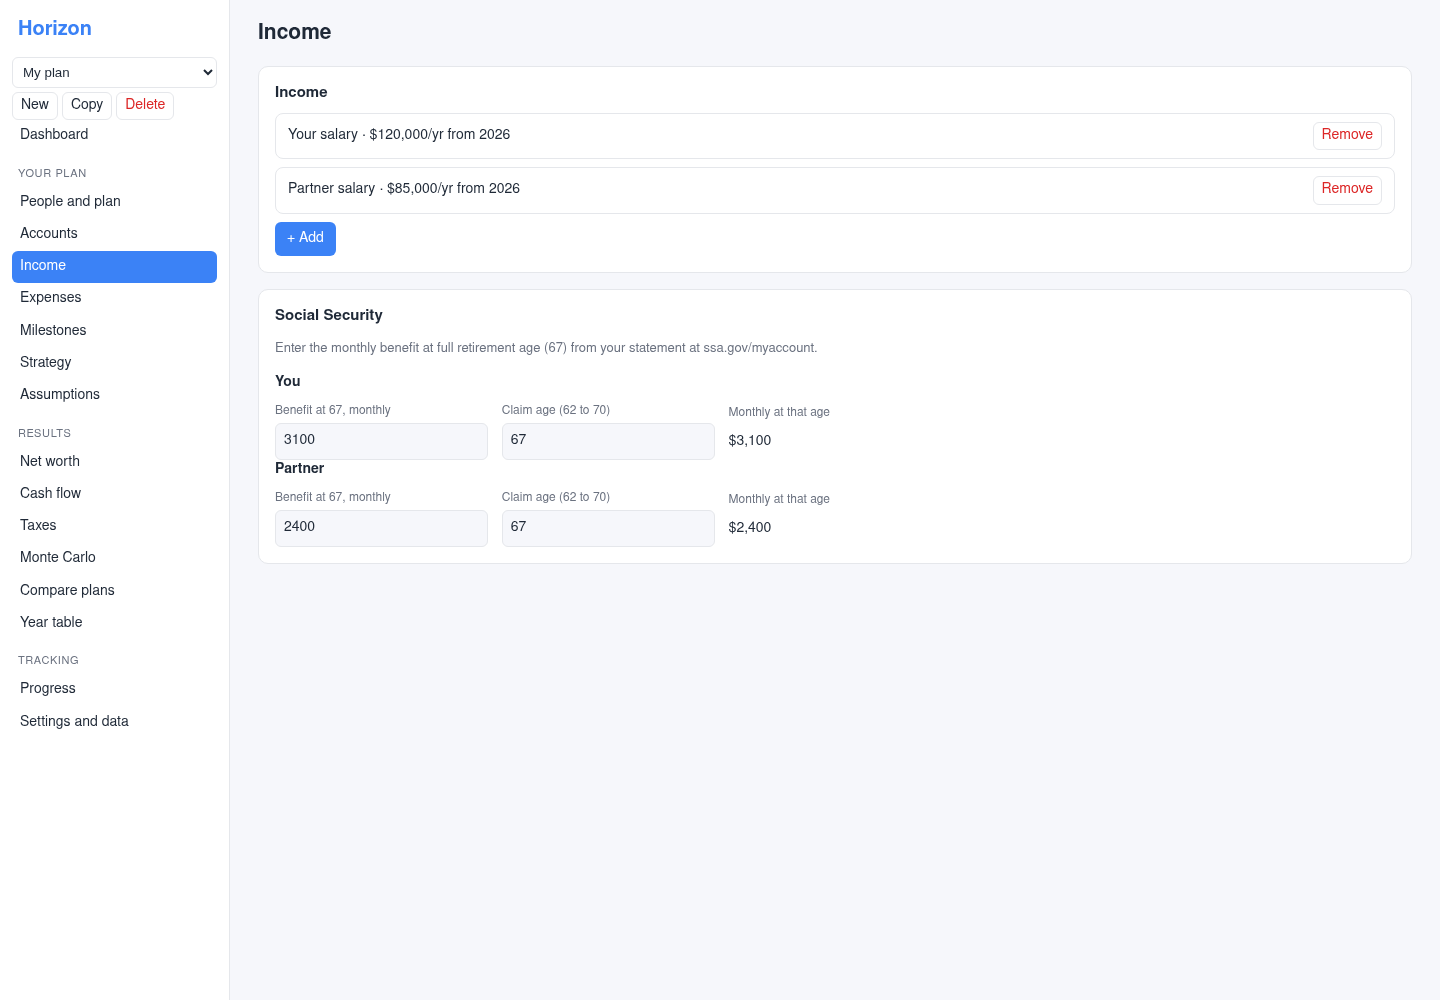 Horizon
My plan
New Copy Delete
Dashboard
YOUR PLAN
People and plan
Accounts
Income
Expenses
Milestones
Strategy
Assumptions
RESULTS
Net worth
Cash flow
Taxes
Monte Carlo
Compare plans
Year table
TRACKING
Progress
Settings and data
Income
Income
Your salary · $120,000/yr from 2026 Remove
Partner salary · $85,000/yr from 2026 Remove
+ Add
Social Security
Enter the monthly benefit at full retirement age (67) from your statement at ssa.gov/myaccount.
You
Benefit at 67, monthly Claim age (62 to 70) Monthly at that age
3100 67 $3,100
Partner
Benefit at 67, monthly Claim age (62 to 70) Monthly at that age
2400 67 $2,400